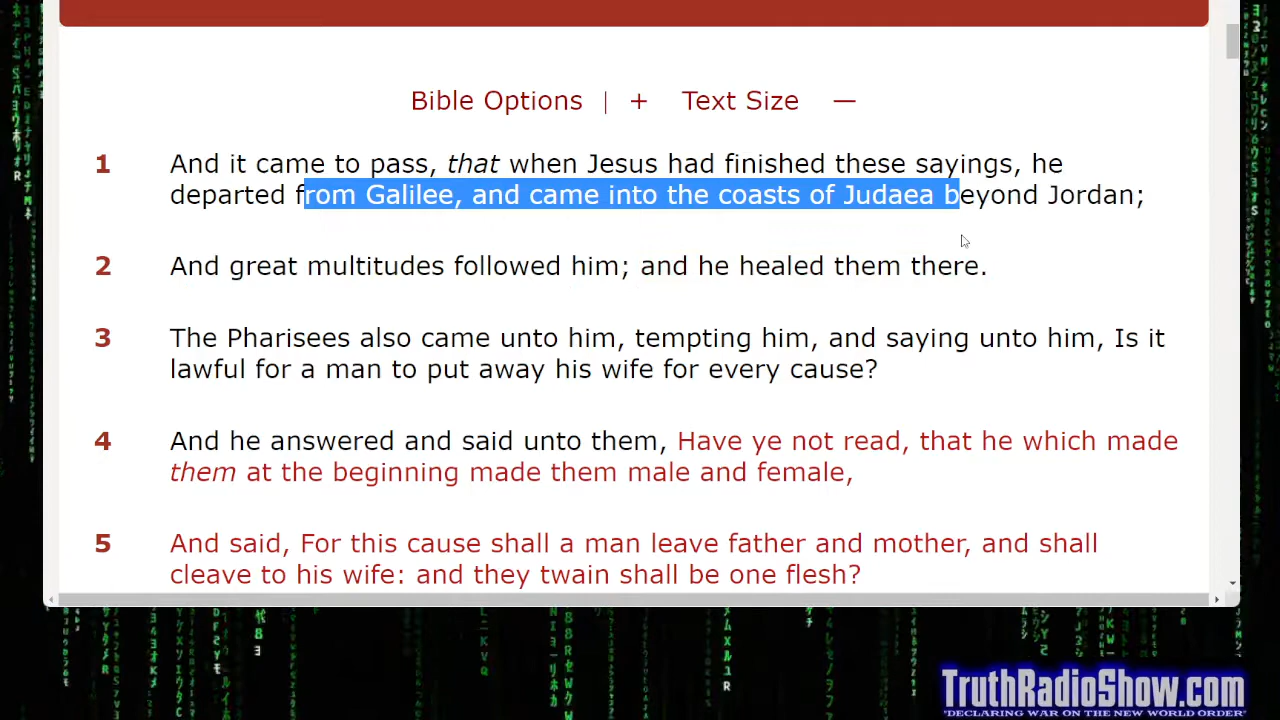 Bible Options | + Text Size —
1 And it came to pass, that when Jesus had finished these sayings, he
departed from Galilee, and came into the coasts of Judaea beyond Jordan;
2 And great multitudes followed him; and he healed them there.
3 The Pharisees also came unto him, tempting him, and saying unto him, Is it
lawful for a man to put away his wife for every cause?
4 And he answered and said unto them, Have ye not read, that he which made
them at the beginning made them male and female,
5 And said, For this cause shall a man leave father and mother, and shall
cleave to his wife: and they twain shall be one flesh?
TruthRadioShow.com
"DECLARING WAR ON THE NEW WORLD ORDER"